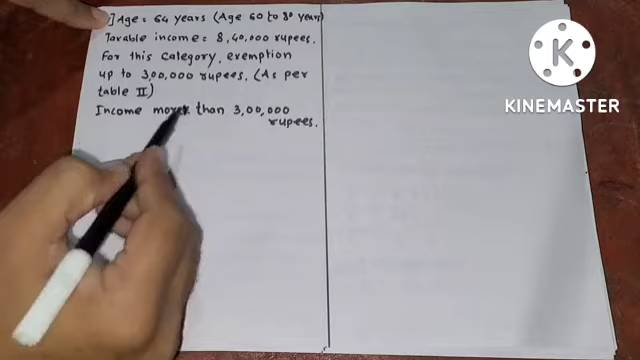 Age = 64 years (Age 60 to 80 years)
Taxable income = 8,40,000 rupees.
For this category, exemption
up to 3,00,000 rupees. (As per
table II)
Income more than 3,00,000
rupees.
K
KINEMASTER